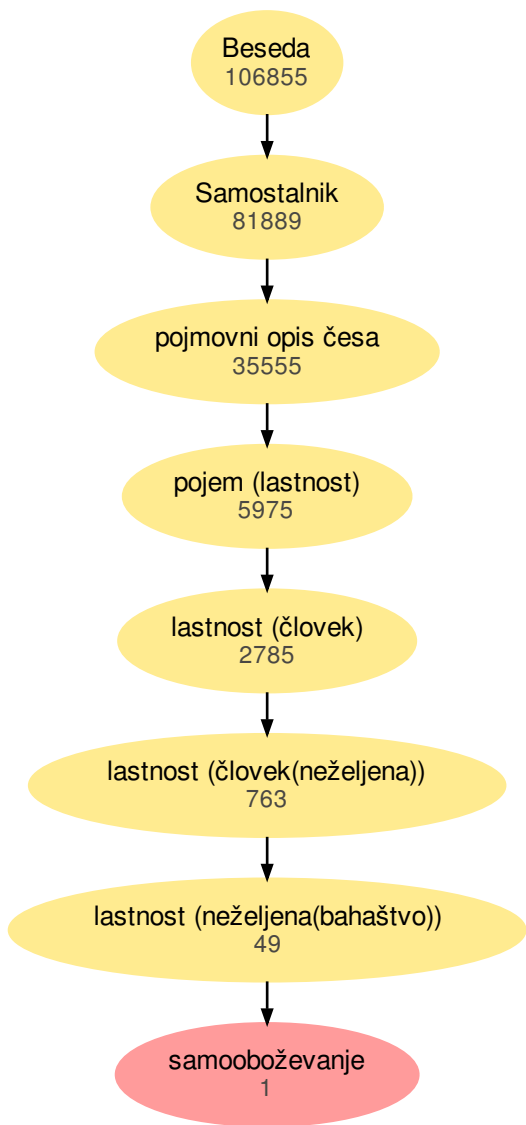 Beseda
106855
Samostalnik
81889
pojmovni opis česa
35555
pojem (lastnost)
5975
lastnost (človek)
2785
lastnost (človek(neželjena))
763
lastnost (neželjena(bahaštvo))
49
samooboževanje
1